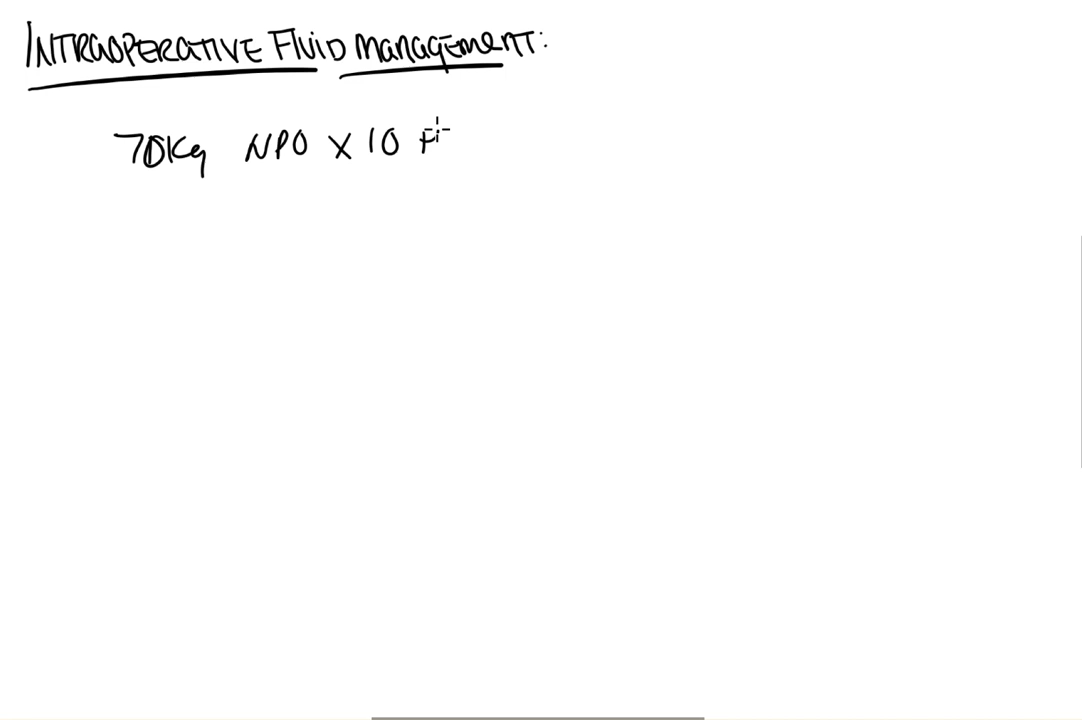 INTRAOPERATIVE FLUID MANAGEMENT:
70Kg NPO X 10